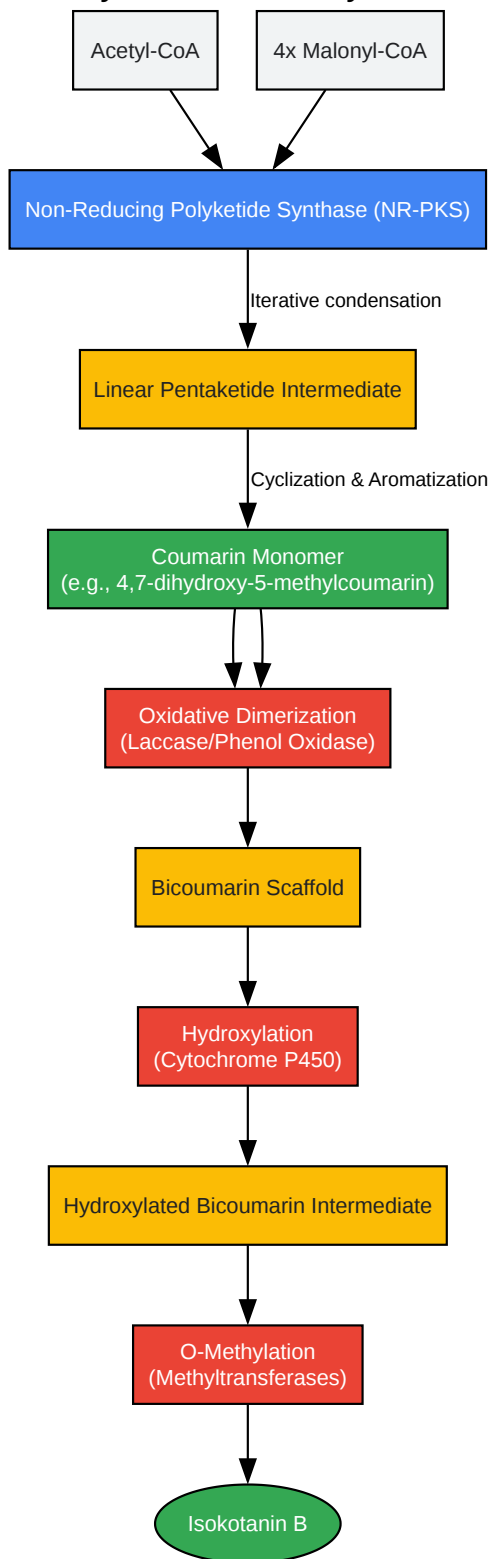 Acetyl-CoA
4x Malonyl-CoA
Non-Reducing Polyketide Synthase (NR-PKS)
Iterative condensation
Linear Pentaketide Intermediate
Cyclization & Aromatization
Coumarin Monomer
(e.g., 4,7-dihydroxy-5-methylcoumarin)
Oxidative Dimerization
(Laccase/Phenol Oxidase)
Bicoumarin Scaffold
Hydroxylation
(Cytochrome P450)
Hydroxylated Bicoumarin Intermediate
O-Methylation
(Methyltransferases)
Isokotanin B